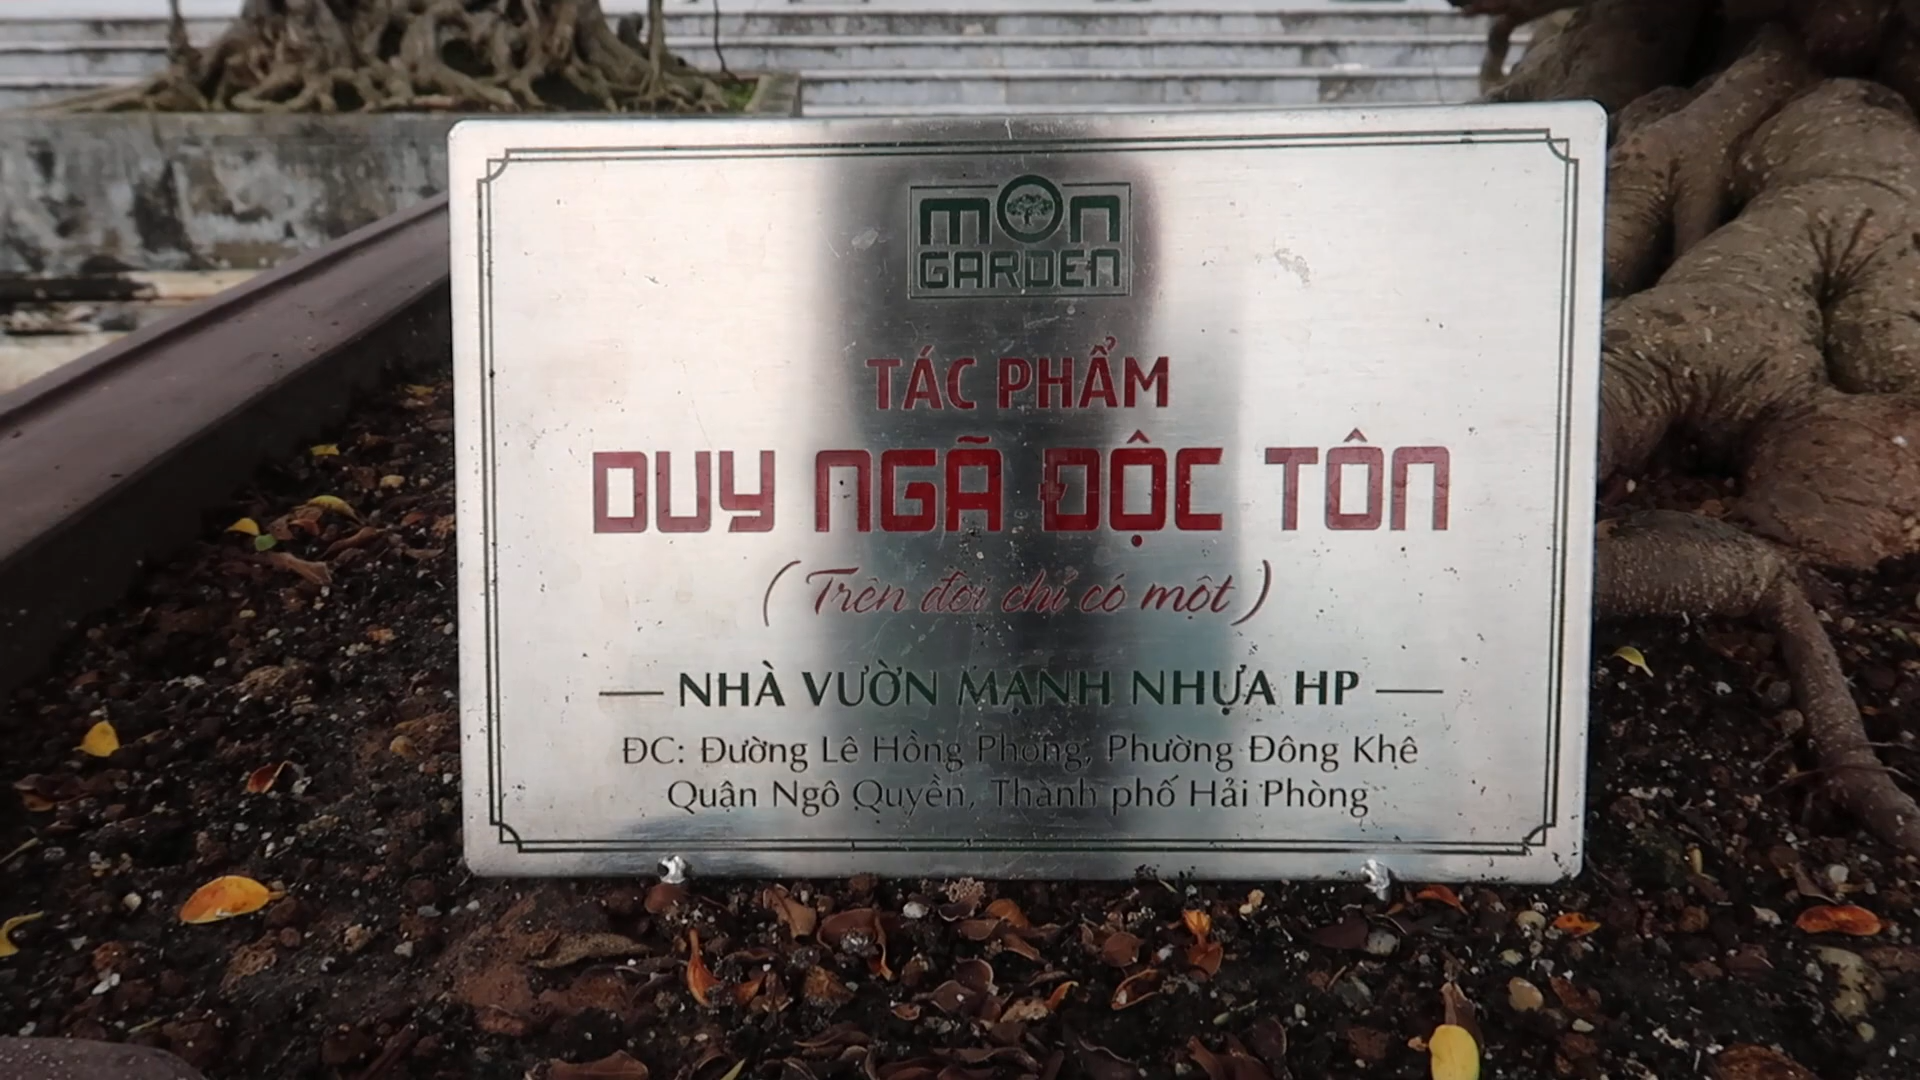 MON
GARDEN
TÁC PHẨM
DUY NGÃ ĐỘC TÔN
(Trên đời chỉ có một)
NHÀ VƯỜN MẠNH NHỰA HP
ĐC: Đường Lê Hồng Phong, Phường Đông Khê
Quận Ngô Quyền, Thành phố Hải Phòng